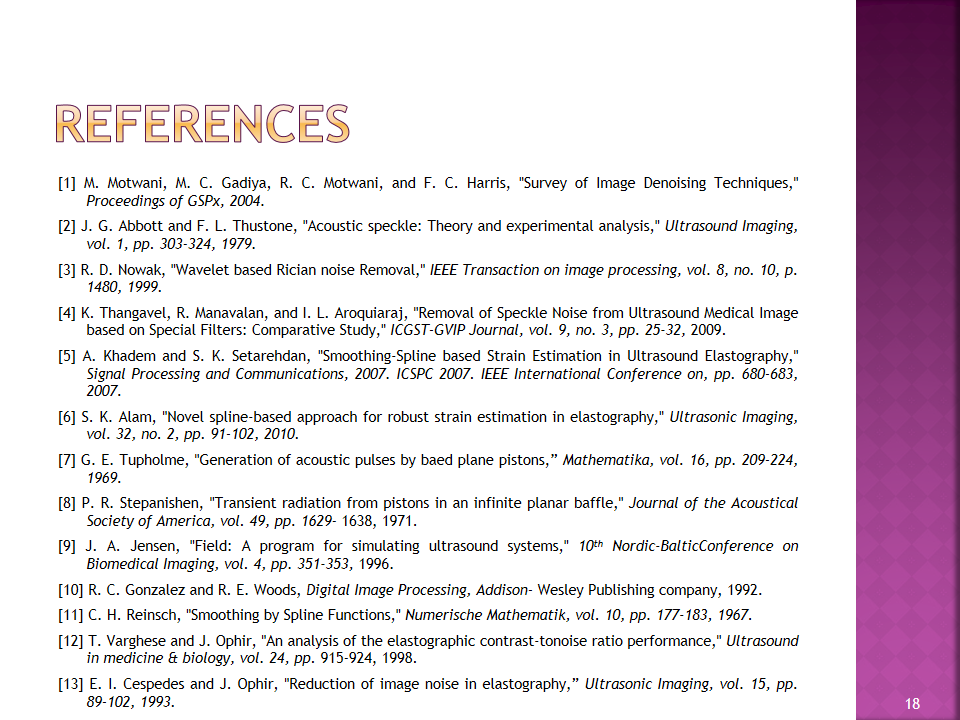 REFERENCES
[1] M. Motwani, M. C. Gadiya, R. C. Motwani, and F. C. Harris, "Survey of Image Denoising Techniques,"
Proceedings of GSPx, 2004.
[2] J. G. Abbott and F. L. Thustone, "Acoustic speckle: Theory and experimental analysis," Ultrasound Imaging,
vol. 1, pp. 303-324, 1979.
[3] R. D. Nowak, "Wavelet based Rician noise Removal," IEEE Transaction on image processing, vol. 8, no. 10, p.
1480, 1999.
[4] K. Thangavel, R. Manavalan, and I. L. Aroquiaraj, "Removal of Speckle Noise from Ultrasound Medical Image
based on Special Filters: Comparative Study," ICGST-GVIP Journal, vol. 9, no. 3, pp. 25-32, 2009.
[5] A. Khadem and S. K. Setarehdan, "Smoothing-Spline based Strain Estimation in Ultrasound Elastography,"
Signal Processing and Communications, 2007. ICSPC 2007. IEEE International Conference on, pp. 680-683,
2007.
[6] S. K. Alam, "Novel spline-based approach for robust strain estimation in elastography," Ultrasonic Imaging,
vol. 32, no. 2, pp. 91-102, 2010.
[7] G. E. Tupholme, "Generation of acoustic pulses by baed plane pistons,” Mathematika, vol. 16, pp. 209-224,
1969.
[8] P. R. Stepanishen, "Transient radiation from pistons in an infinite planar baffle," Journal of the Acoustical
Society of America, vol. 49, pp. 1629- 1638, 1971.
[9] J. A. Jensen, "Field: A program for simulating ultrasound systems," 10th Nordic-BalticConference on
Biomedical Imaging, vol. 4, pp. 351-353, 1996.
[10] R. C. Gonzalez and R. E. Woods, Digital Image Processing, Addison- Wesley Publishing company, 1992.
[11] C. H. Reinsch, "Smoothing by Spline Functions," Numerische Mathematik, vol. 10, pp. 177-183, 1967.
[12] T. Varghese and J. Ophir, "An analysis of the elastographic contrast-tonoise ratio performance," Ultrasound
in medicine & biology, vol. 24, pp. 915-924, 1998.
[13] E. I. Cespedes and J. Ophir, "Reduction of image noise in elastography,” Ultrasonic Imaging, vol. 15, pp.
89-102, 1993.
18